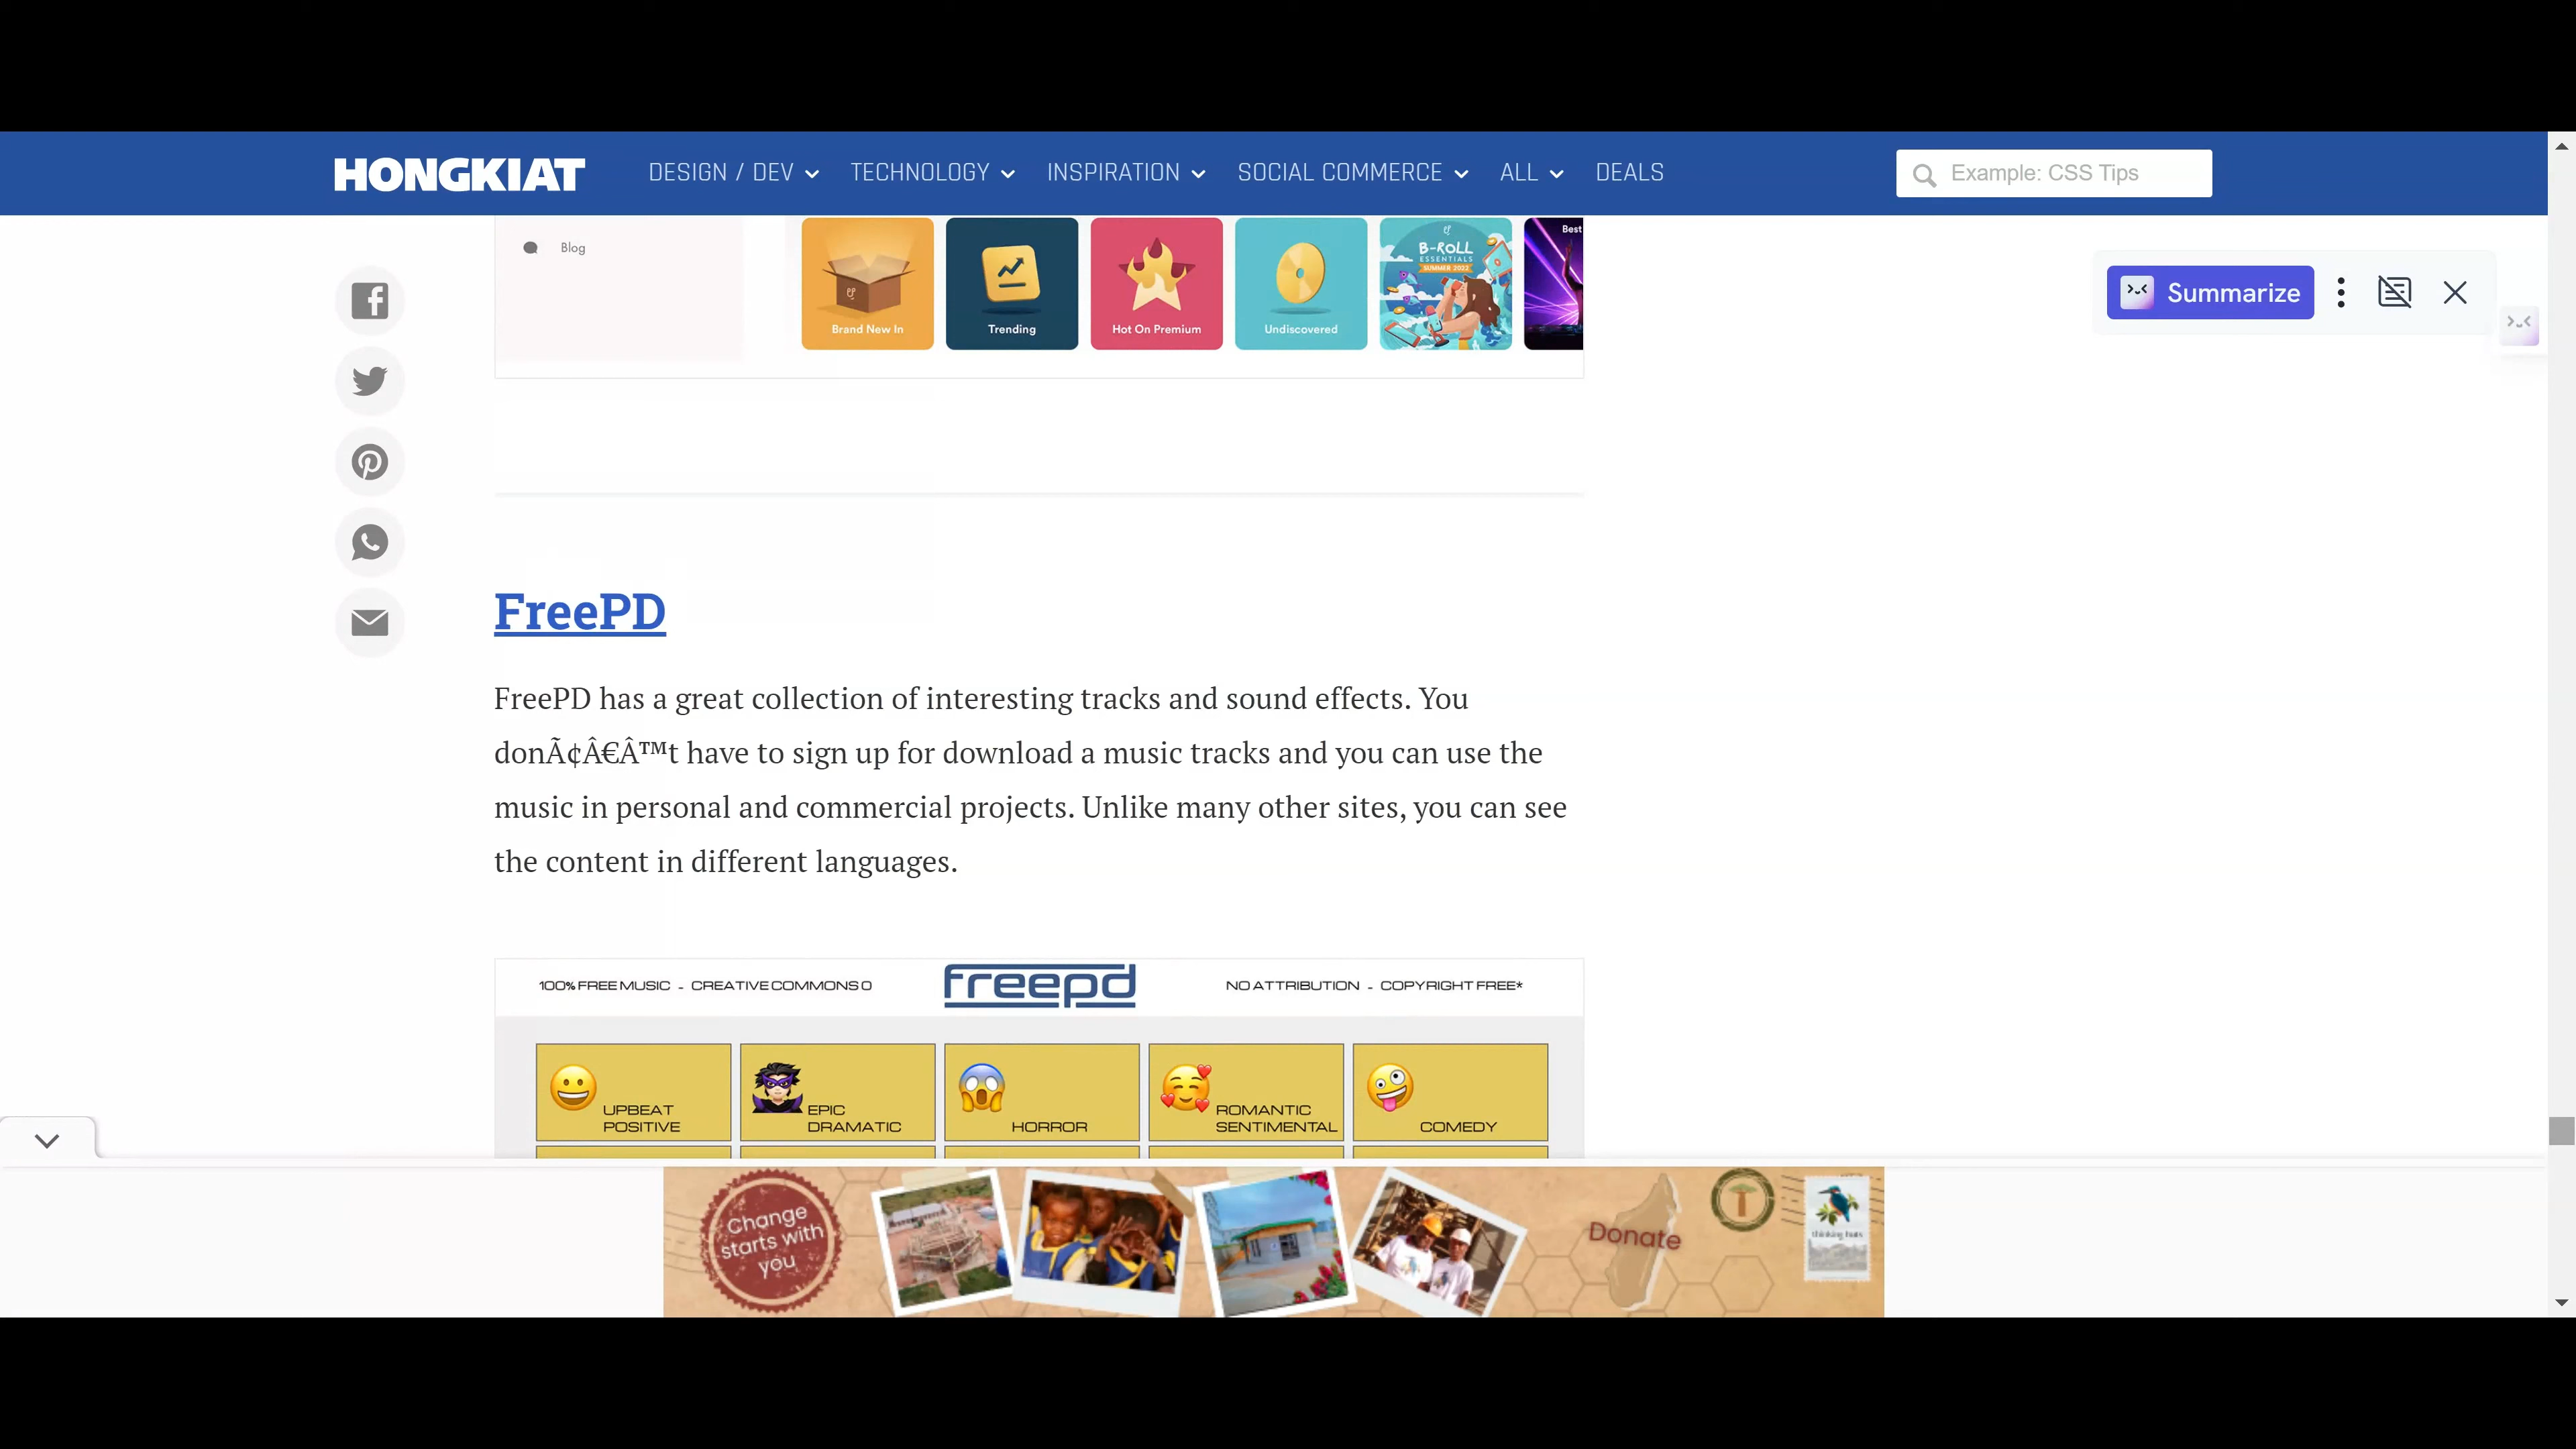 HONGKIAT
DESIGN / DEV TECHNOLOGY INSPIRATION SOCIAL COMMERCE ALL DEALS
Example: CSS Tips
Blog
Brand New In
Trending
Hot On Premium
Undiscovered
B-ROLL
ESSENTIALS
SUMMER 2022
Best
Summarize
FreePD
FreePD has a great collection of interesting tracks and sound effects. You
donÃ¢Â€Â™t have to sign up for download a music tracks and you can use the
music in personal and commercial projects. Unlike many other sites, you can see
the content in different languages.
100% FREE MUSIC - CREATIVE COMMONS 0
freepd
NO ATTRIBUTION - COPYRIGHT FREE*
UPBEAT
POSITIVE
EPIC
DRAMATIC
HORROR
ROMANTIC
SENTIMENTAL
COMEDY
Change
starts with
you
Donate
thinking huts